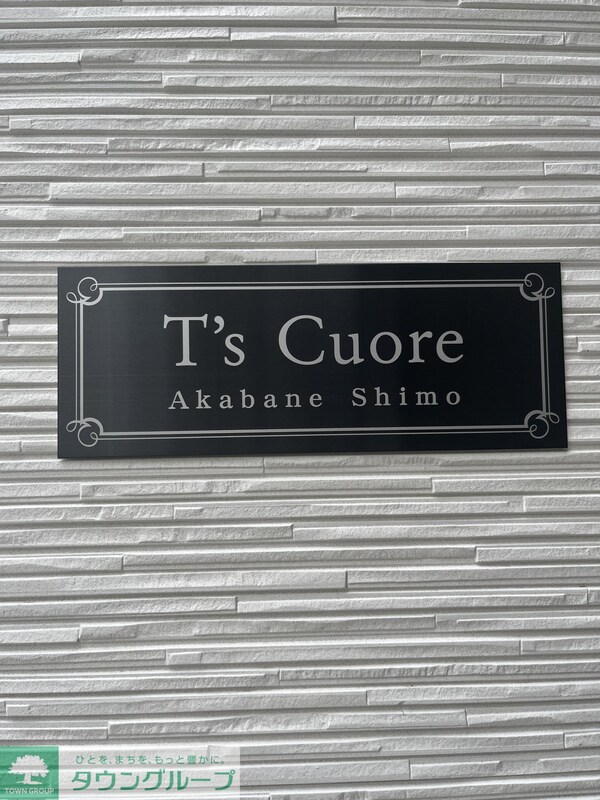 T's Cuore
Akabane Shimo
ひとを、まちを、もっと豊かに。
タウングループ
TOWN GROUP